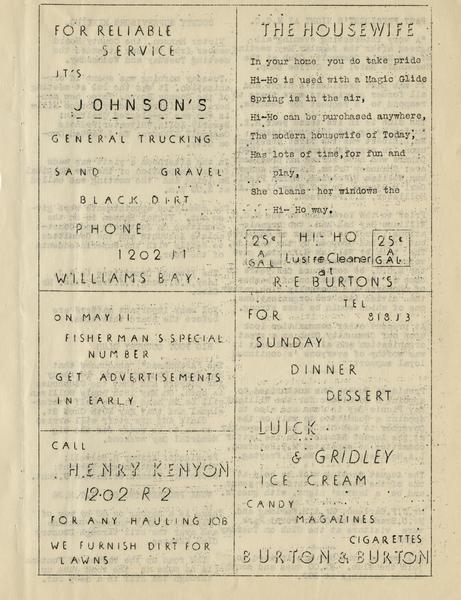 FOR RELIABLE
SERVICE
IT'S
JOHNSON'S
GENERAL TRUCKING
SAND GRAVEL
BLACK DIRT
PHONE
1202 J1
WILLIAMS BAY.
ON MAY 11
FISHERMAN'S SPECIAL
NUMBER
GET ADVERTISEMENTS
IN EARLY
CALL
HENRY KENYON
1202 R 2
FOR ANY HAULING JOB
WE FURNISH DIRT FOR
LAWNS
THE HOUSEWIFE
In your home you do take pride
Hi-Ho is used with a Magic Glide
Spring is in the air,
Hi-Ho can be purchased anywhere,
The modern housewife of Today,
Has lots of time, for fun and
play,
She cleans her windows the
Hi- Ho way.
25¢ A GAL
HI-HO
Lustre Cleaner
at
25¢ A GAL
R E BURTON'S
TEL
FOR 818J3
SUNDAY
DINNER
DESSERT
LUICK
& GRIDLEY
ICE CREAM
CANDY
MAGAZINES
CIGARETTES
BURTON & BURTON